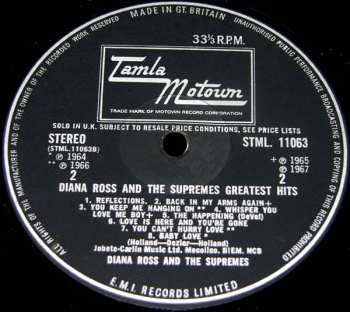 MADE IN GT. BRITAIN
ALL RIGHTS OF THE MANUFACTURER AND OF THE OWNER OF THE RECORDED WORK RESERVED
UNAUTHORISED PUBLIC PERFORMANCE BROADCASTING AND COPYING OF THIS RECORD PROHIBITED
33⅓ R.P.M.
Tamla
Motown
TRADE MARK OF MOTOWN RECORD CORPORATION
SOLD IN U.K. SUBJECT TO RESALE PRICE CONDITIONS, SEE PRICE LISTS
STEREO STML. 11063
(STML.11063B)
* ℗ 1964 + ℗ 1965
** ℗ 1966 ℗ 1967
2 2
DIANA ROSS AND THE SUPREMES GREATEST HITS
1. REFLECTIONS. 2. BACK IN MY ARMS AGAIN+
3. YOU KEEP ME HANGING ON ** 4. WHISPER YOU
LOVE ME BOY+ 5. THE HAPPENING (DeVol)
6. LOVE IS HERE AND YOU'RE GONE
7. YOU CAN'T HURRY LOVE **
8. BABY LOVE *
(Holland—Dozier—Holland)
Jobete-Carlin Music Ltd. Mecolico. BIEM. NCB
DIANA ROSS AND THE SUPREMES
E.M.I. RECORDS LIMITED